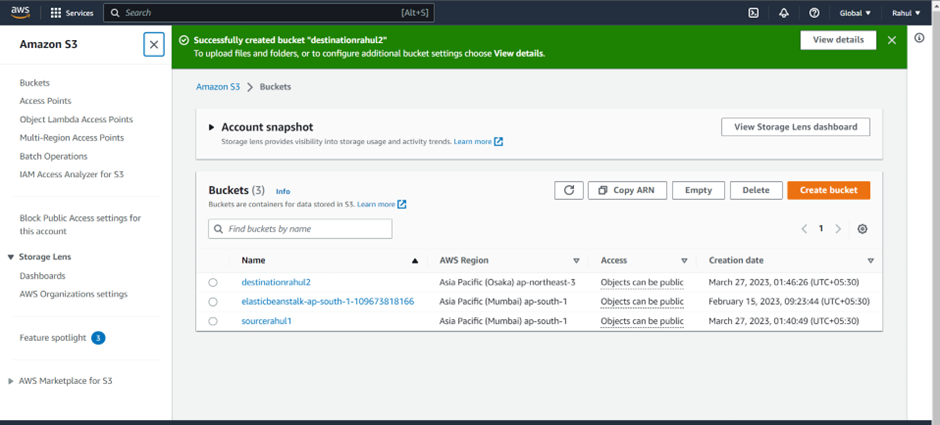 aws Services Search [Alt+S] Global Rahul
Amazon S3
Buckets
Access Points
Object Lambda Access Points
Multi-Region Access Points
Batch Operations
IAM Access Analyzer for S3
Block Public Access settings for
this account
Storage Lens
Dashboards
AWS Organizations settings
Feature spotlight 3
AWS Marketplace for S3
Successfully created bucket "destinationrahul2"
To upload files and folders, or to configure additional bucket settings choose View details.
View details
Amazon S3 > Buckets
Account snapshot
Storage lens provides visibility into storage usage and activity trends. Learn more
View Storage Lens dashboard
Buckets (3) Info
Buckets are containers for data stored in S3. Learn more
Copy ARN Empty Delete Create bucket
Find buckets by name
1
Name AWS Region Access Creation date
destinationrahul2 Asia Pacific (Osaka) ap-northeast-3 Objects can be public March 27, 2023, 01:46:26 (UTC+05:30)
elasticbeanstalk-ap-south-1-109673818166 Asia Pacific (Mumbai) ap-south-1 Objects can be public February 15, 2023, 09:23:44 (UTC+05:30)
sourcerahul1 Asia Pacific (Mumbai) ap-south-1 Objects can be public March 27, 2023, 01:40:49 (UTC+05:30)